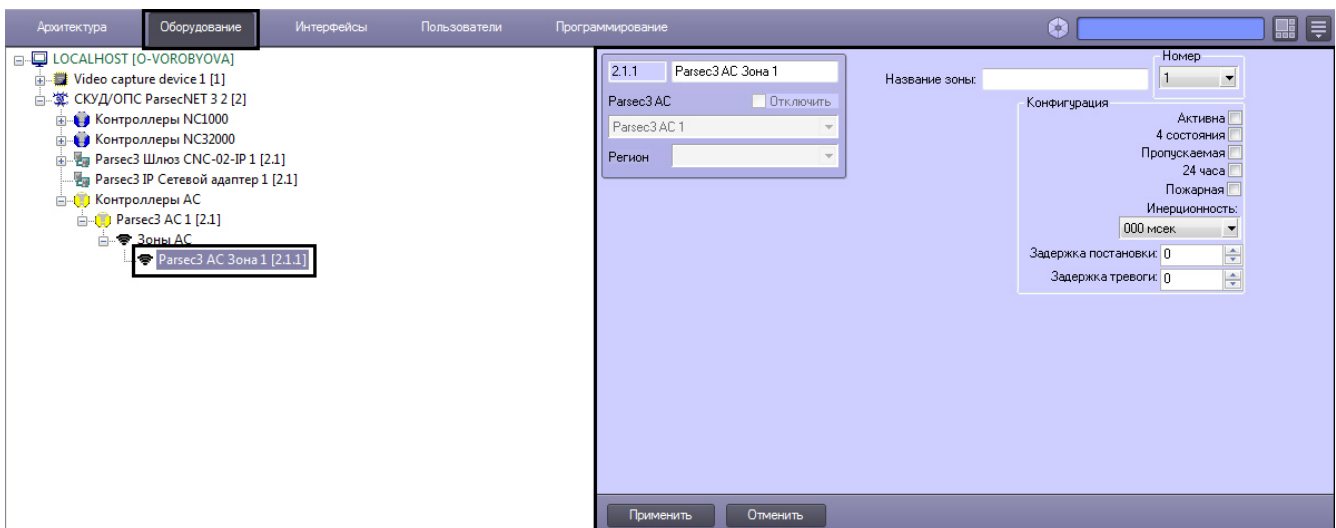 Архитектура
Оборудование
Интерфейсы
Пользователи
Программирование
LOCALHOST [O-VOROBYOVA]
Video capture device 1 [1]
СКУД/ОПС ParsecNET 3 2 [2]
Контроллеры NC1000
Контроллеры NC32000
Parsec3 Шлюз CNC-02-IP 1 [2.1]
Parsec3 IP Сетевой адаптер 1 [2.1]
Контроллеры AC
Parsec3 AC 1 [2.1]
Зоны AC
Parsec3 AC Зона 1 [2.1.1]
2.1.1 Parsec3 AC Зона 1
Parsec3 AC Отключить
Parsec3 AC 1
Регион
Название зоны:
Номер
1
Конфигурация
Активна
4 состояния
Пропускаемая
24 часа
Пожарная
Инерционность:
000 мсек
Задержка постановки: 0
Задержка тревоги: 0
Применить
Отменить